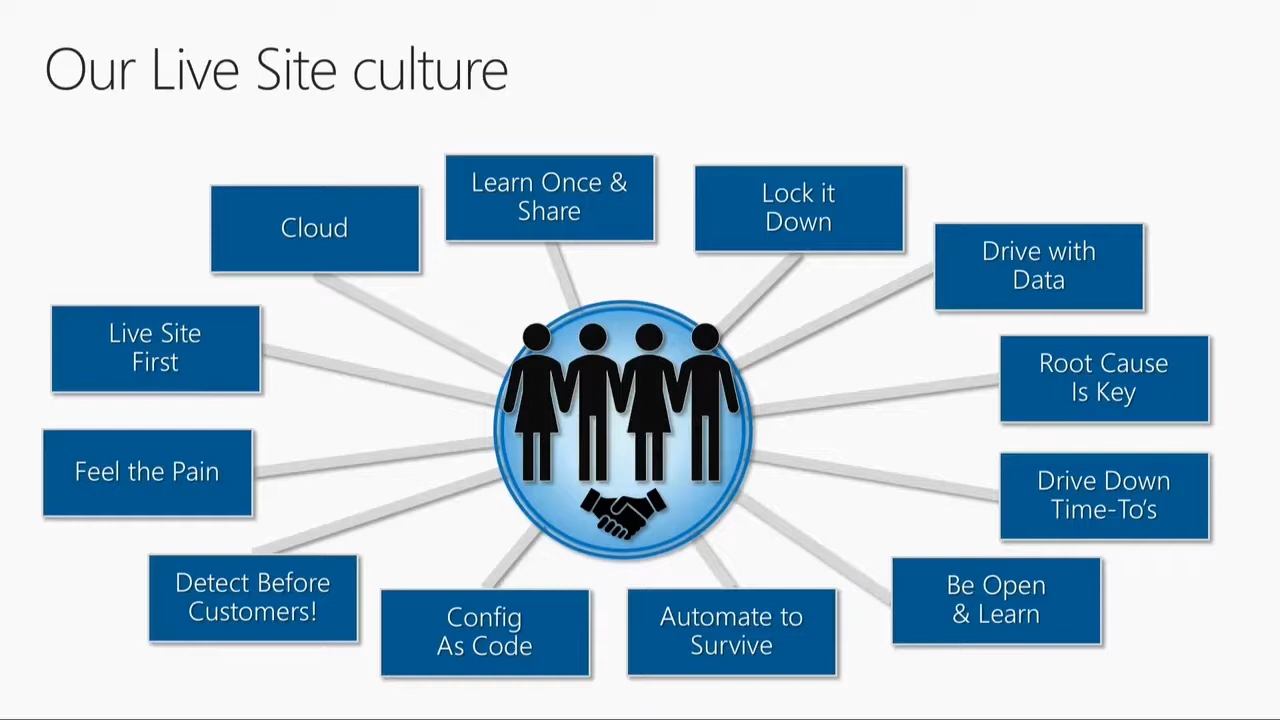 Our Live Site culture
Learn Once &
Share
Lock it
Down
Cloud
Drive with
Data
Live Site
First
Root Cause
Is Key
Feel the Pain
Drive Down
Time-To's
Detect Before
Customers!
Be Open
& Learn
Config
As Code
Automate to
Survive